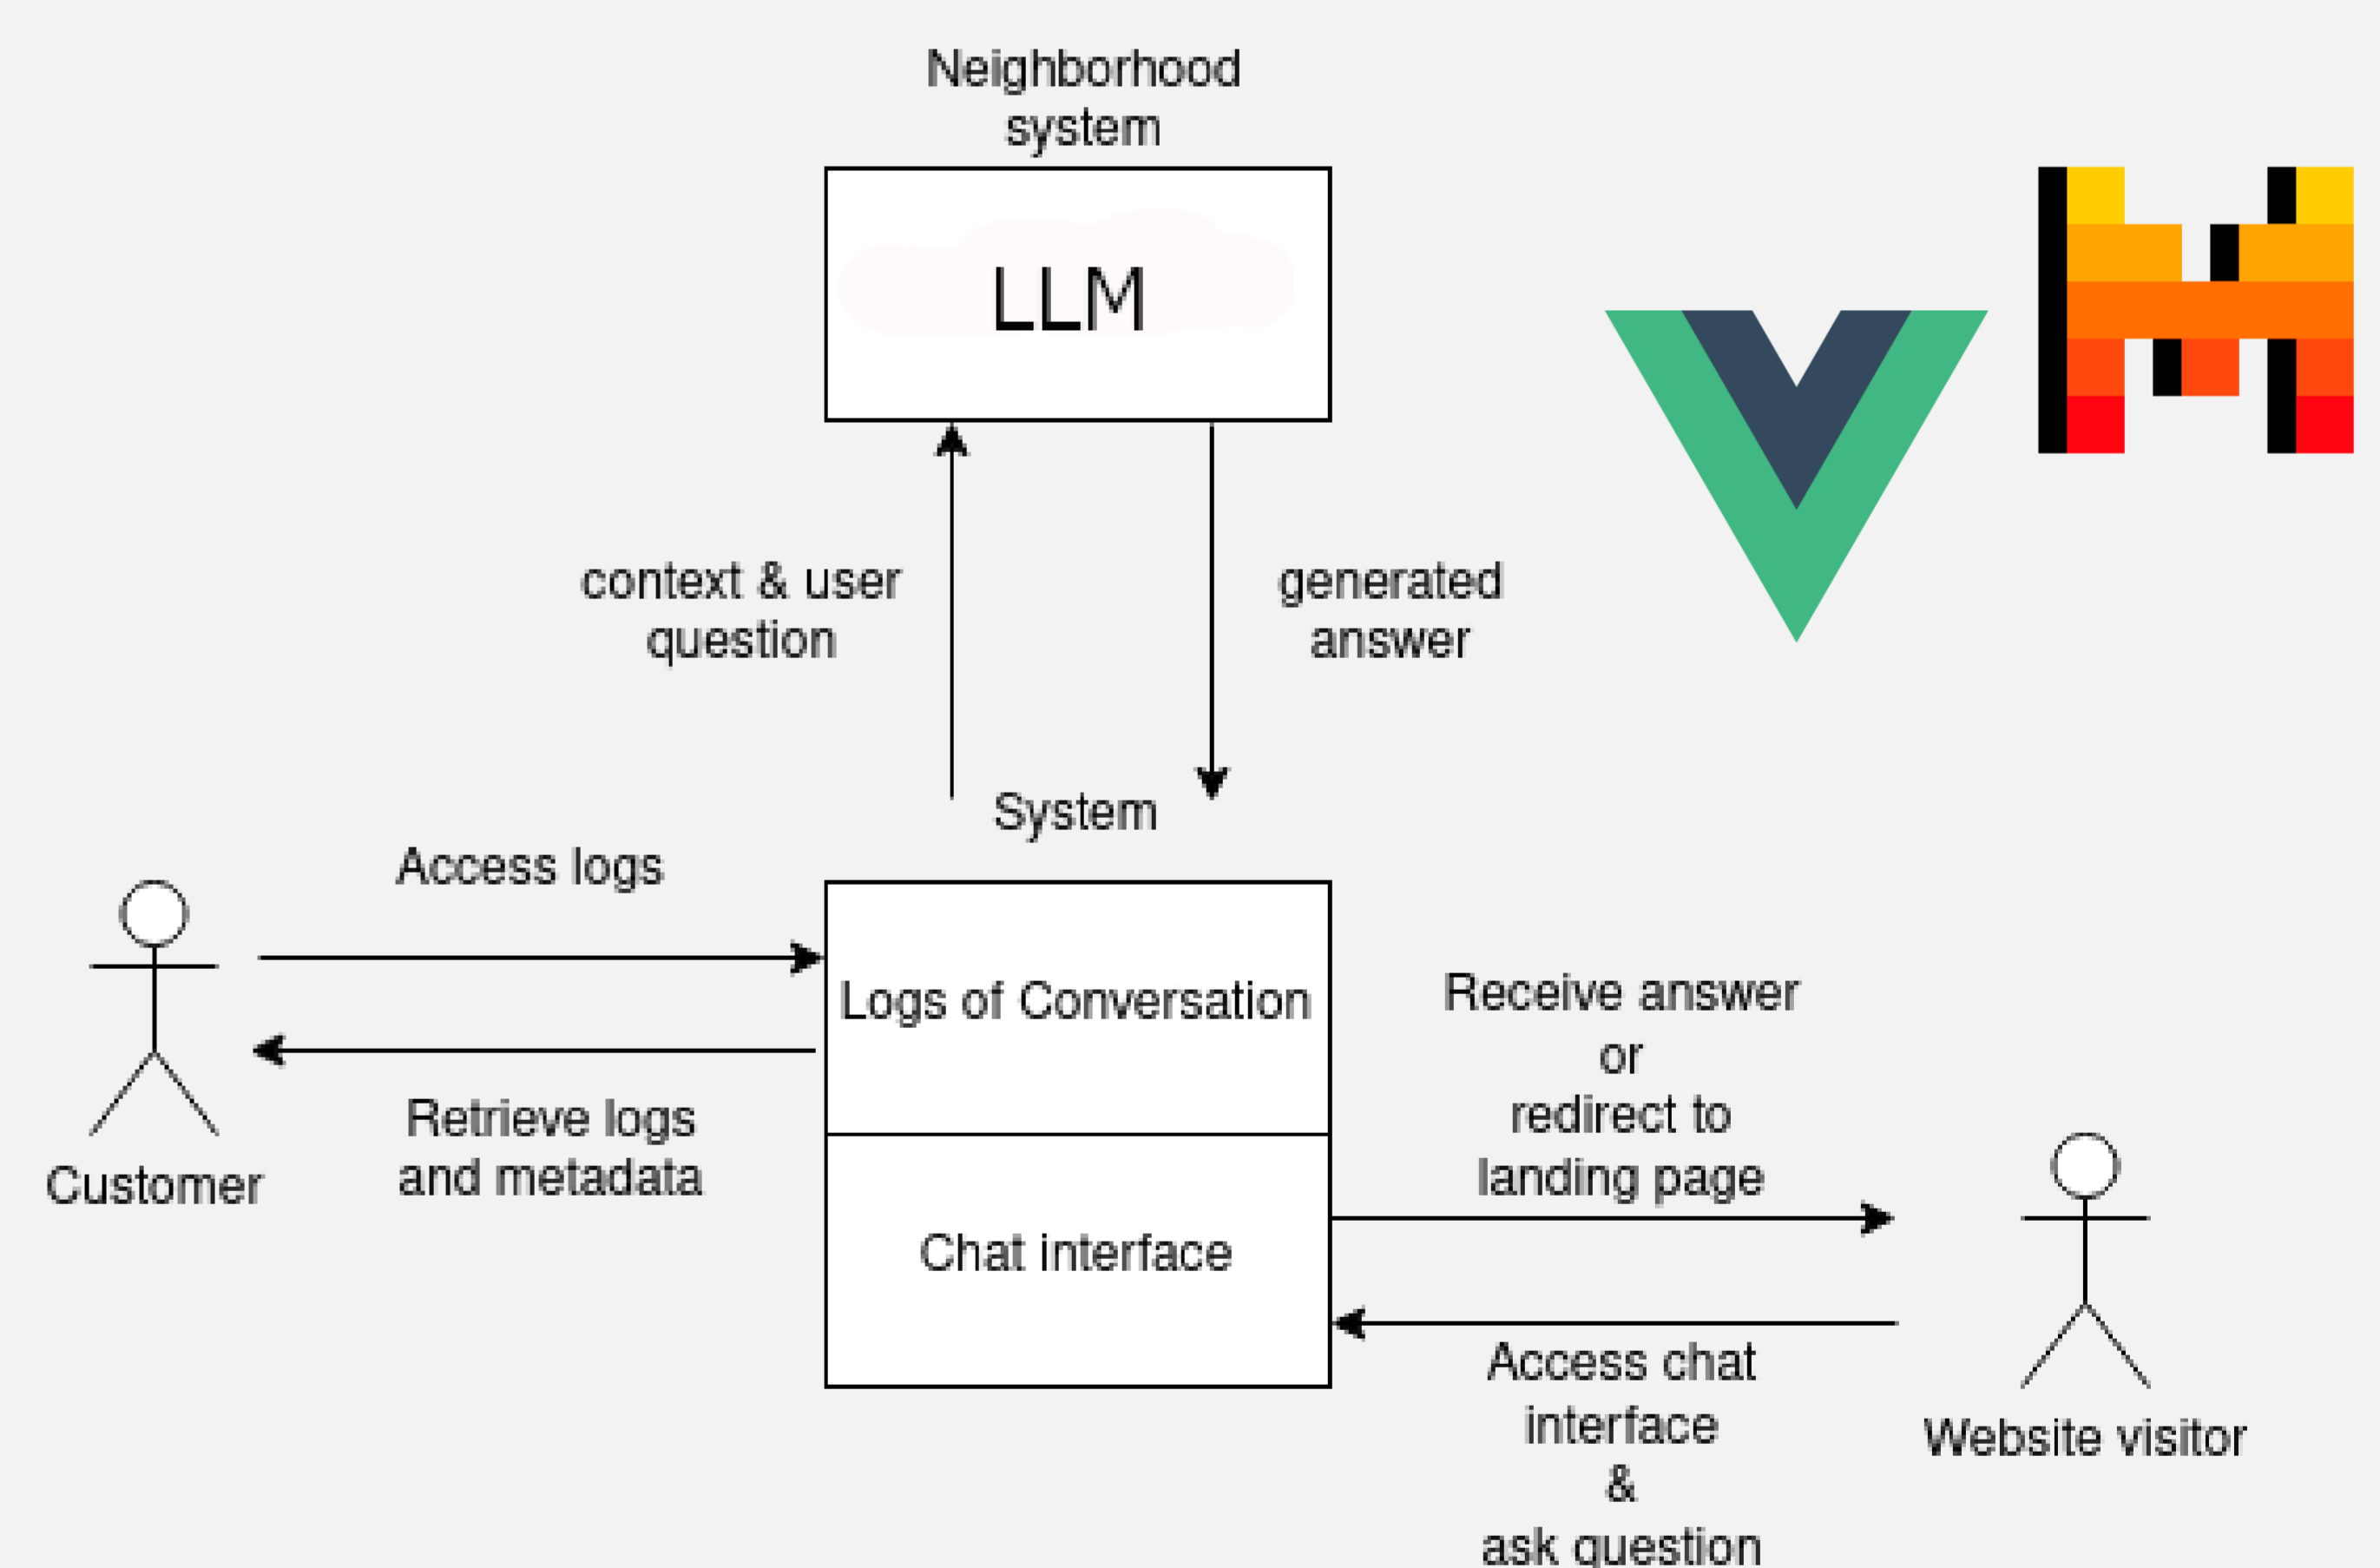 Neighborhood
system
LLM
context & user
question
generated
answer
System
Access logs
Logs of Conversation
Retrieve logs
and metadata
Customer
Receive answer
or
redirect to
landing page
Chat interface
Access chat
interface
&
ask question
Website visitor